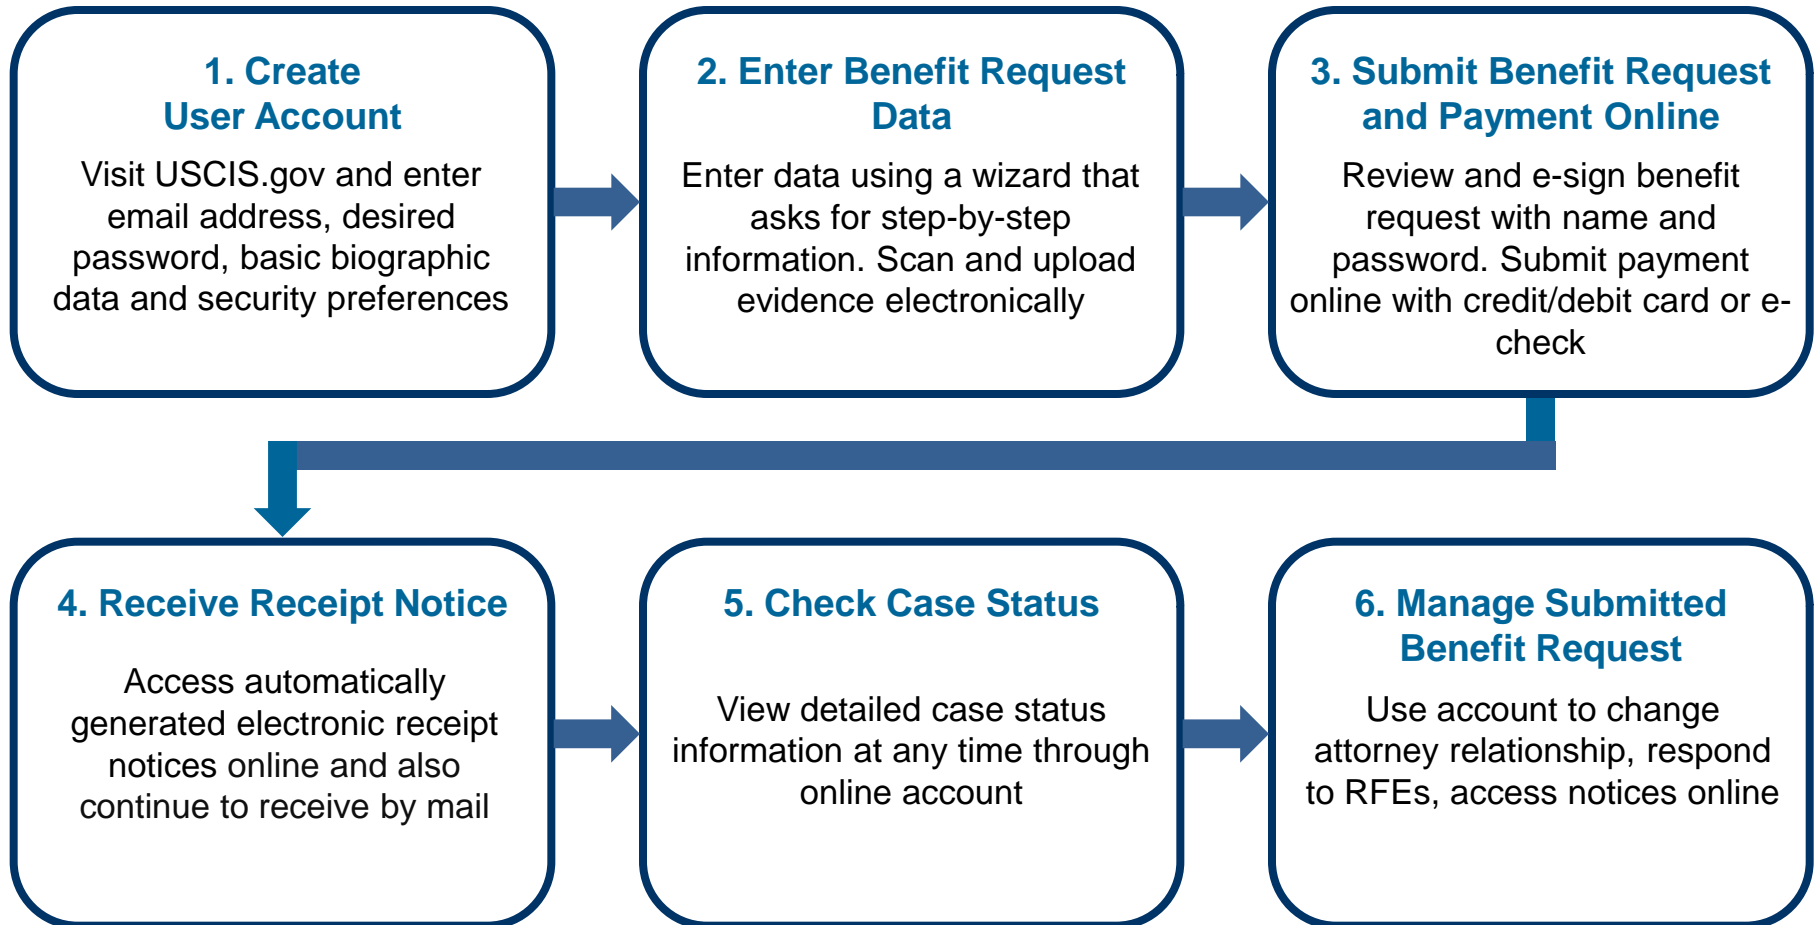 1. Create
User Account
Visit USCIS.gov and enter
email address, desired
password, basic biographic
data and security preferences
2. Enter Benefit Request
Data
Enter data using a wizard that
asks for step-by-step
information. Scan and upload
evidence electronically
3. Submit Benefit Request
and Payment Online
Review and e-sign benefit
request with name and
password. Submit payment
online with credit/debit card or e-
check
4. Receive Receipt Notice
Access automatically
generated electronic receipt
notices online and also
continue to receive by mail
5. Check Case Status
View detailed case status
information at any time through
online account
6. Manage Submitted
Benefit Request
Use account to change
attorney relationship, respond
to RFEs, access notices online